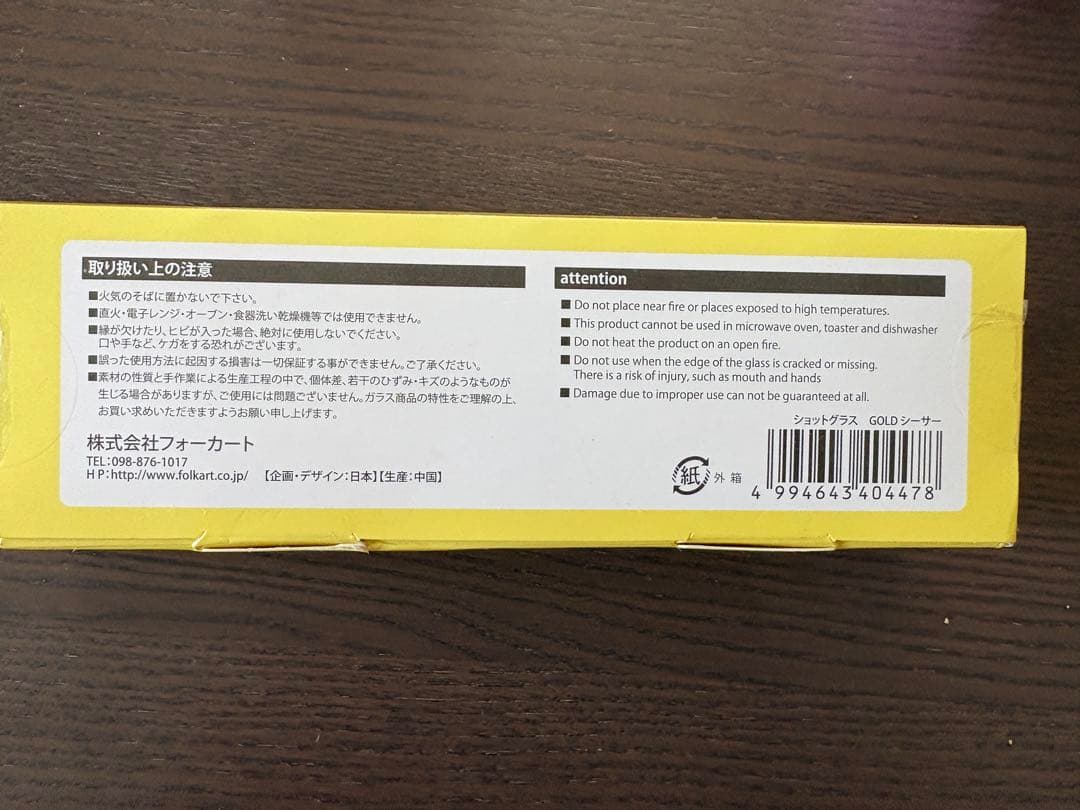 取り扱い上の注意
■火気のそばに置かないで下さい。
■直火・電子レンジ・オーブン・食器洗い乾燥機等では使用できません。
■縁が欠けたり、ヒビが入った場合、絶対に使用しないでください。
口や手など、ケガをする恐れがございます。
■誤った使用方法に起因する損害は一切保証する事ができません。ご了承ください。
■素材の性質と手作業による生産工程の中で、個体差、若干のひずみ・キズのようなものが
生じる場合がありますが、ご使用には問題ございません。ガラス商品の特性をご理解の上、
お買い求めいただきますようお願い申し上げます。
株式会社フォーカート
TEL:098-876-1017
HP:http://www.folkart.co.jp/ 【企画・デザイン:日本】【生産:中国】
attention
■ Do not place near fire or places exposed to high temperatures.
■ This product cannot be used in microwave oven, toaster and dishwasher
■ Do not heat the product on an open fire.
■ Do not use when the edge of the glass is cracked or missing.
There is a risk of injury, such as mouth and hands
■ Damage due to improper use can not be guaranteed at all.
ショットグラス GOLD シーサー
紙 外箱
4 994643 404478